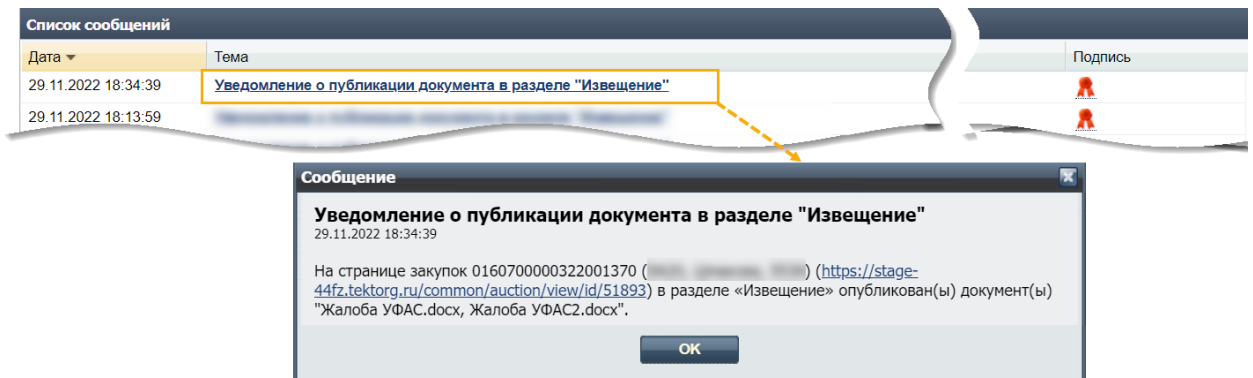 Список сообщений
Дата Тема Подпись
29.11.2022 18:34:39 Уведомление о публикации документа в разделе "Извещение"
29.11.2022 18:13:59
Сообщение
Уведомление о публикации документа в разделе "Извещение"
29.11.2022 18:34:39
На странице закупок 0160700000322001370 ( ) (https://stage-
44fz.tektorg.ru/common/auction/view/id/51893) в разделе «Извещение» опубликован(ы) документ(ы)
"Жалоба УФАС.docx, Жалоба УФАС2.docx".
ОК